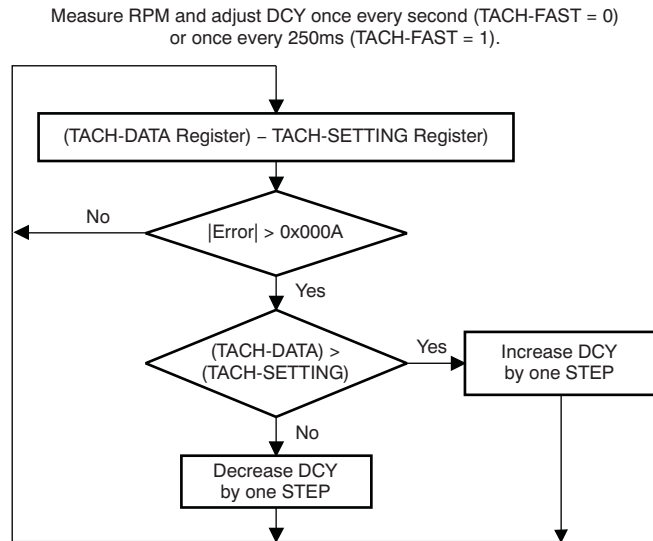 Measure RPM and adjust DCY once every second (TACH-FAST = 0)
or once every 250ms (TACH-FAST = 1).
(TACH-DATA Register) – TACH-SETTING Register)
No
|Error| > 0x000A
Yes
(TACH-DATA) >
(TACH-SETTING)
Yes
Increase DCY
by one STEP
No
Decrease DCY
by one STEP